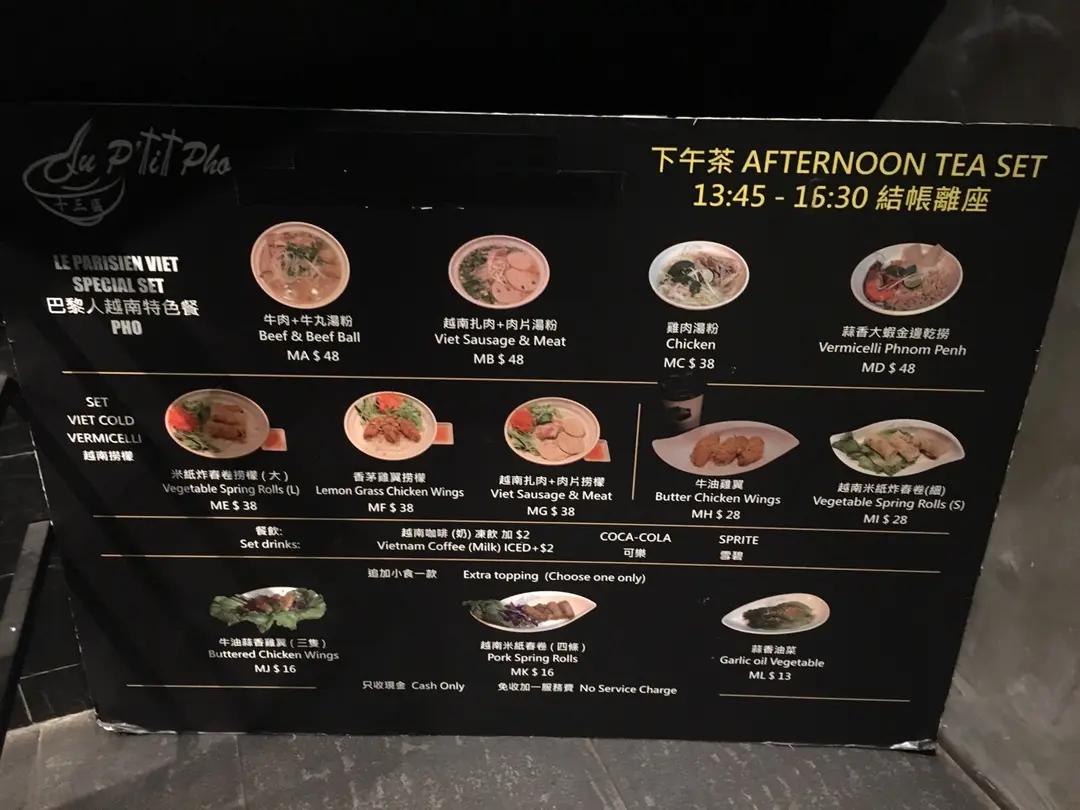 Au P'tit Pho
十三區
下午茶 AFTERNOON TEA SET
13:45 - 16:30 結帳離座
LE PARISIEN VIET
SPECIAL SET
巴黎人越南特色餐
PHO
牛肉+牛丸湯粉
Beef & Beef Ball
MA $ 48
越南扎肉+肉片湯粉
Viet Sausage & Meat
MB $ 48
雞肉湯粉
Chicken
MC $ 38
蒜香大蝦金邊乾撈
Vermicelli Phnom Penh
MD $ 48
SET
VIET COLD
VERMICELLI
越南撈檬
米紙炸春卷撈檬 ( 大 )
Vegetable Spring Rolls (L)
ME $ 38
香茅雞翼撈檬
Lemon Grass Chicken Wings
MF $ 38
越南扎肉+肉片撈檬
Viet Sausage & Meat
MG $ 38
牛油雞翼
Butter Chicken Wings
MH $ 28
越南米紙炸春卷(細)
Vegetable Spring Rolls (S)
MI $ 28
餐飲:
Set drinks:
越南咖啡 (奶) 凍飲 加 $2
Vietnam Coffee (Milk) ICED+$2
COCA-COLA
可樂
SPRITE
雪碧
追加小食一款 Extra topping (Choose one only)
牛油蒜香雞翼 ( 三隻 )
Buttered Chicken Wings
MJ $ 16
越南米紙春卷 ( 四條 )
Pork Spring Rolls
MK $ 16
蒜香油菜
Garlic oil Vegetable
ML $ 13
只收現金 Cash Only 免收加一服務費 No Service Charge